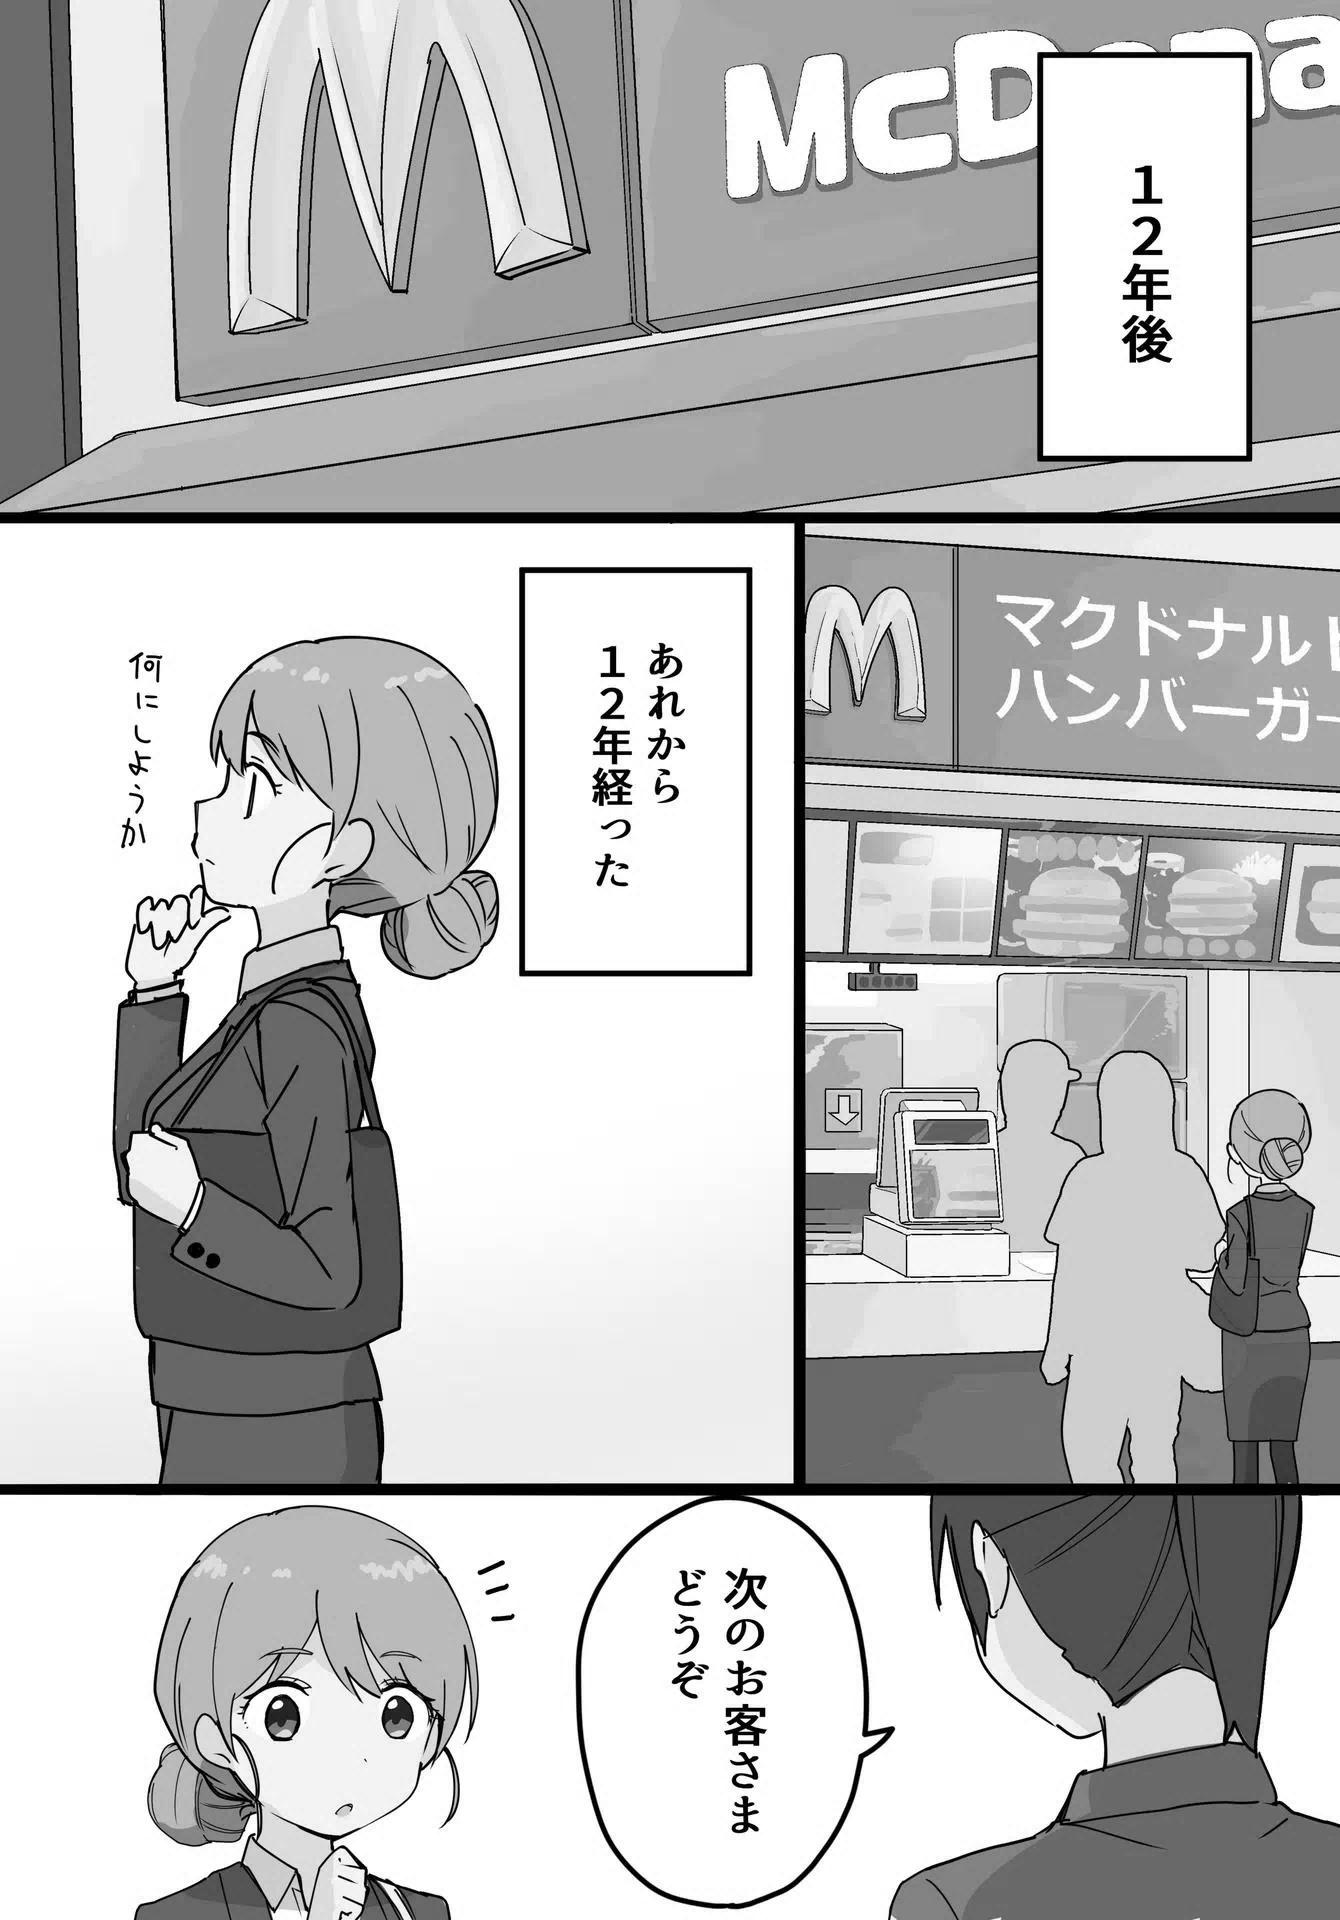 McDona
12年後
マクドナルド
ハンバーガー
あれから
12年経った
何にしようか
次のお客さま
どうぞ